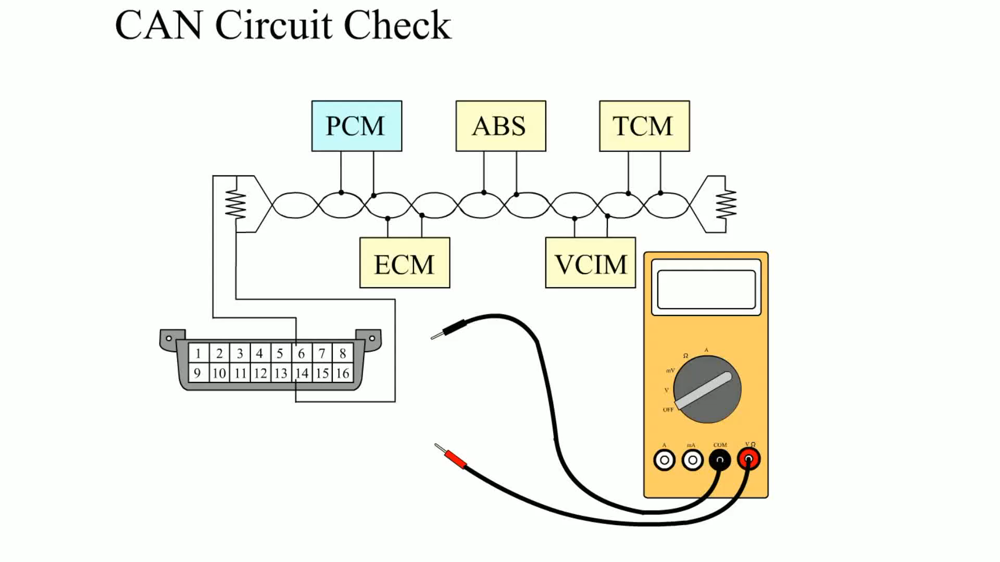 CAN Circuit Check
PCM
ABS
TCM
ECM
VCIM
1 2 3 4 5 6 7 8
9 10 11 12 13 14 15 16
A
Ω
mV
V
OFF
A mA COM VΩ